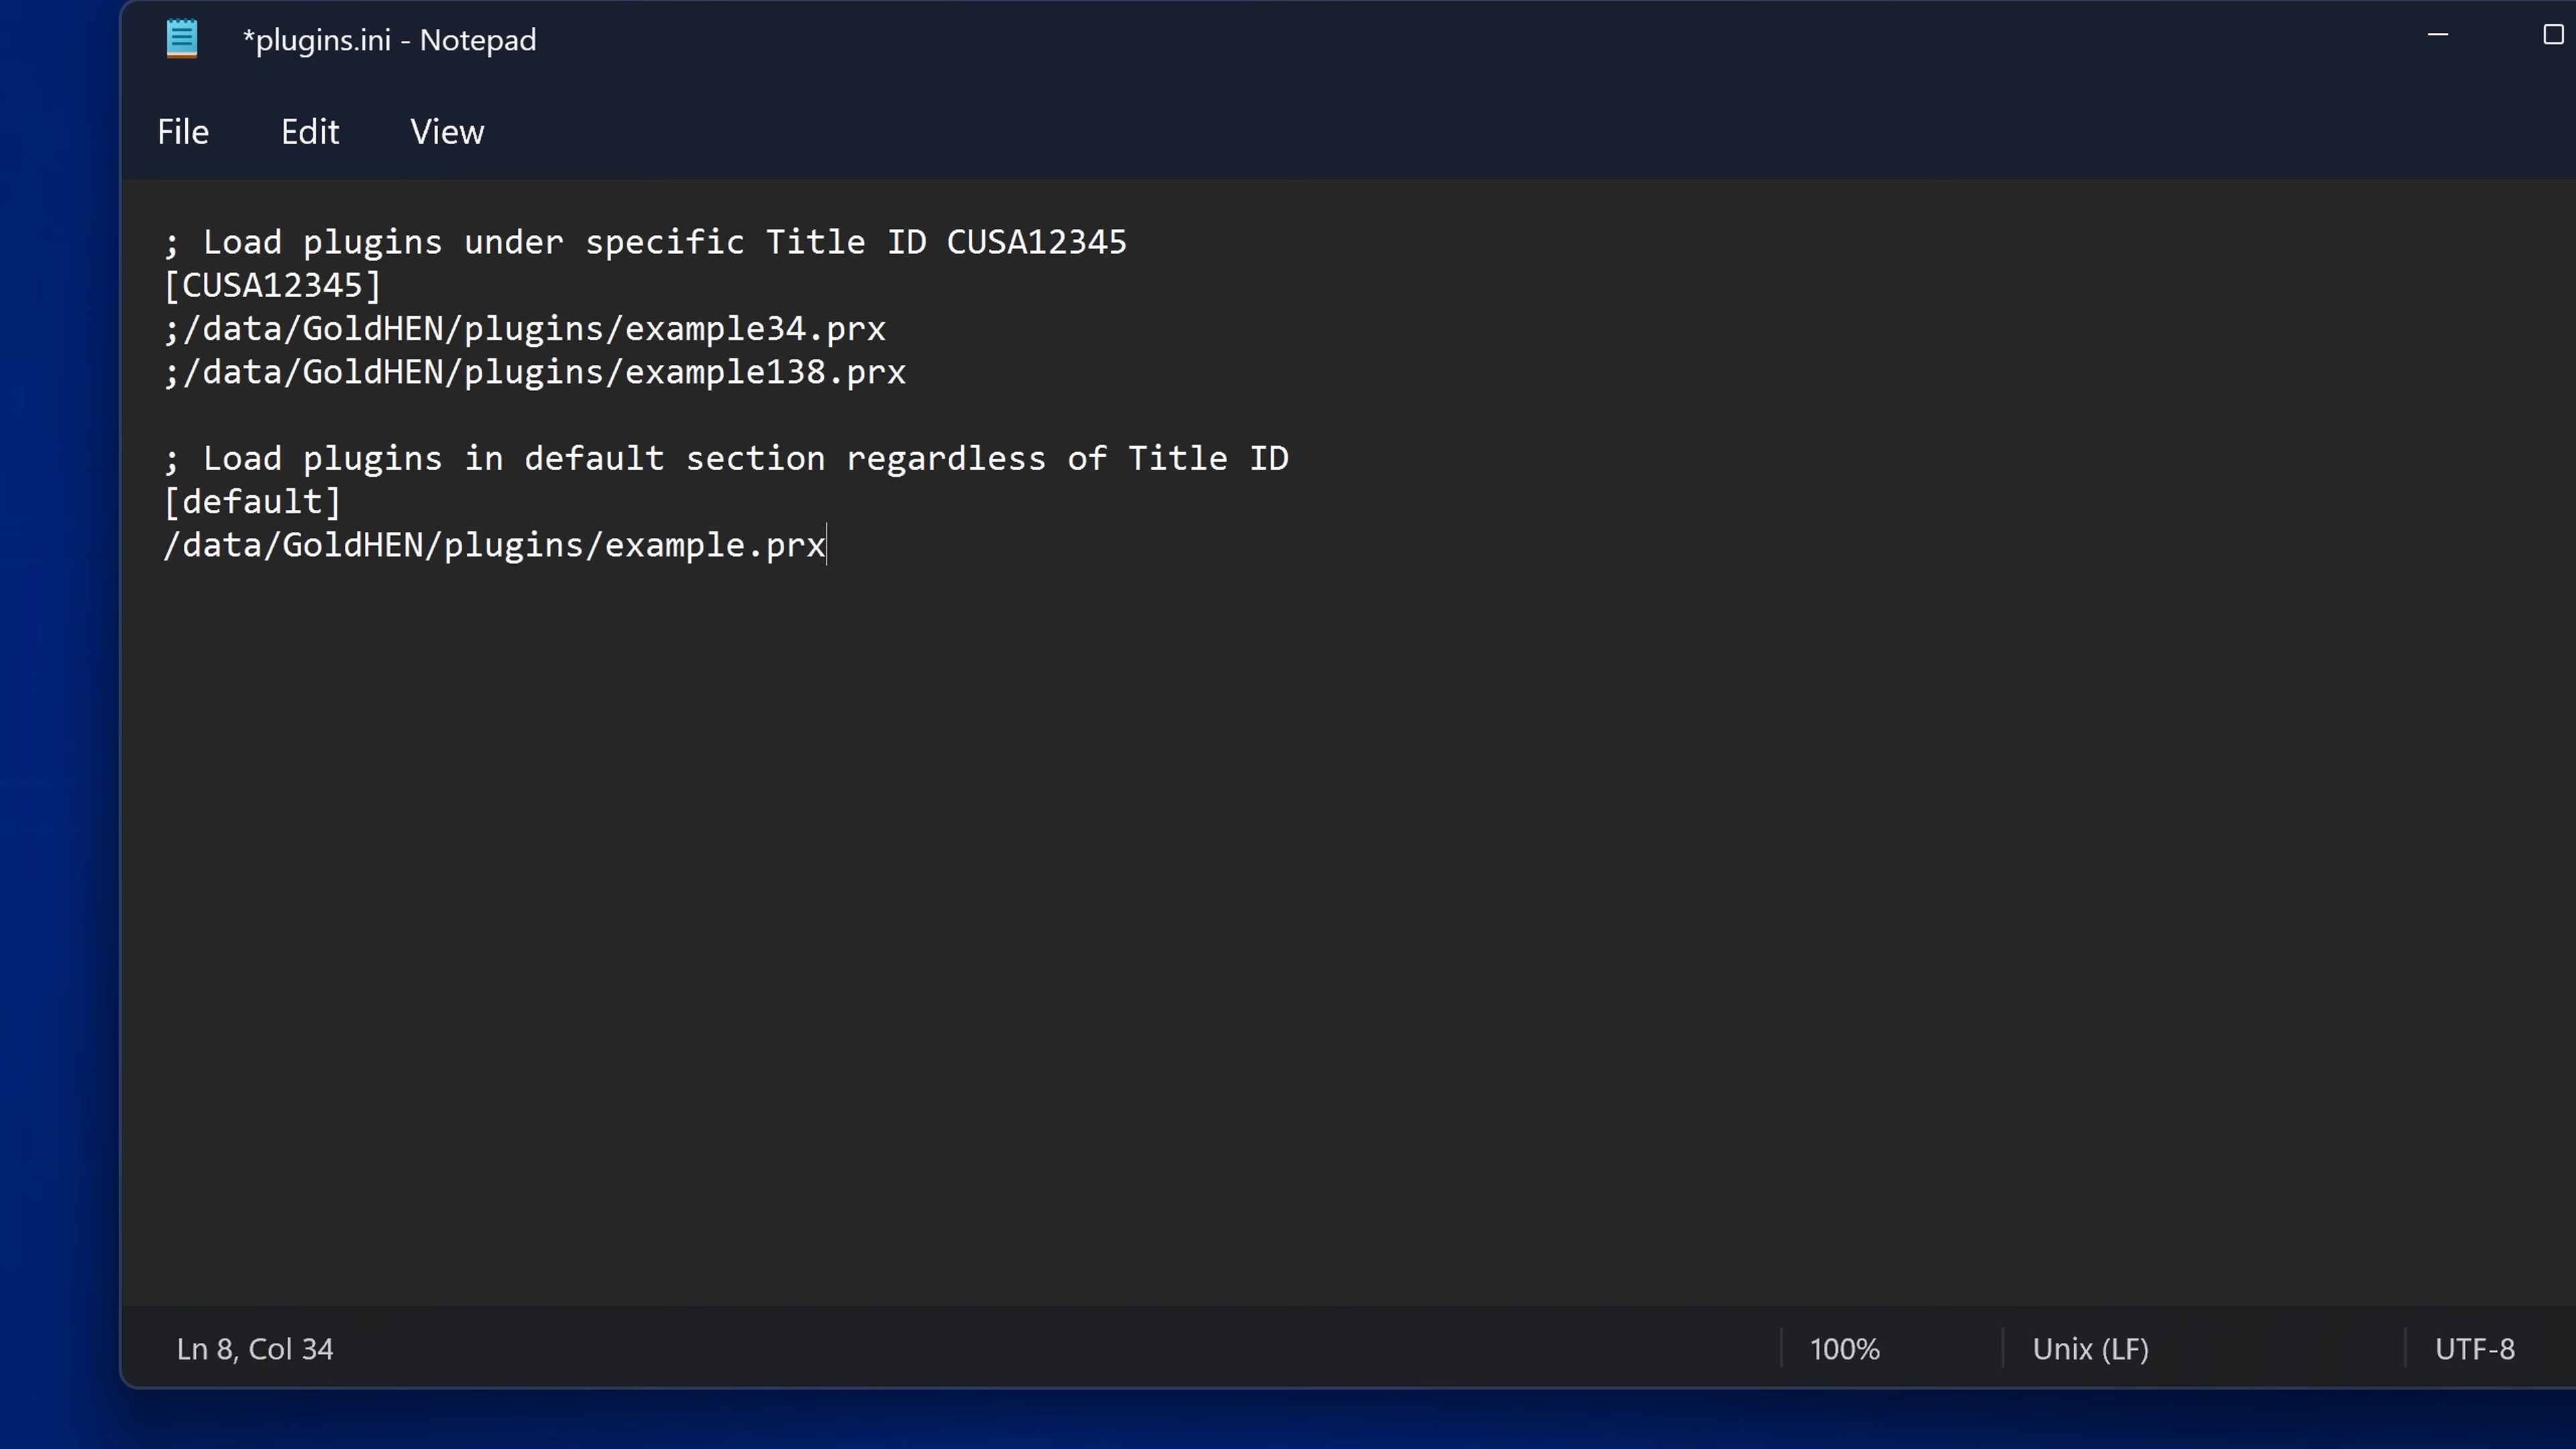 *plugins.ini - Notepad
File Edit View
; Load plugins under specific Title ID CUSA12345
[CUSA12345]
;/data/GoldHEN/plugins/example34.prx
;/data/GoldHEN/plugins/example138.prx
; Load plugins in default section regardless of Title ID
[default]
/data/GoldHEN/plugins/example.prx
Ln 8, Col 34 100% Unix (LF) UTF-8